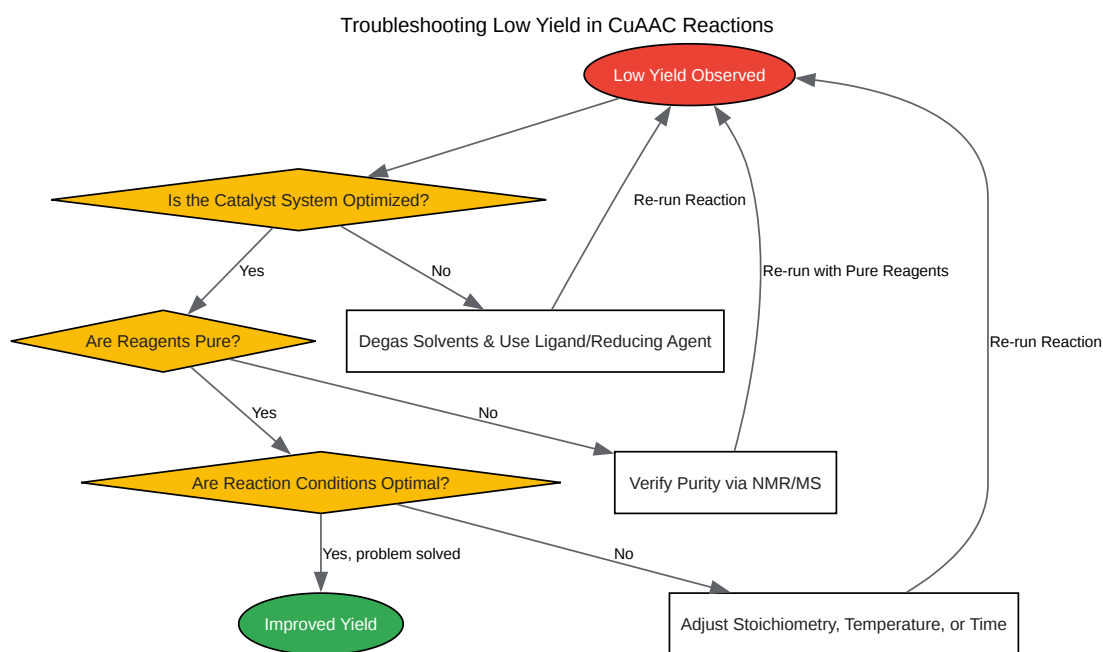 Troubleshooting Low Yield in CuAAC Reactions
Low Yield Observed
Is the Catalyst System Optimized?
Re-run Reaction
Yes
No
Re-run with Pure Reagents
Are Reagents Pure?
Degas Solvents & Use Ligand/Reducing Agent
Re-run Reaction
Yes
No
Are Reaction Conditions Optimal?
Verify Purity via NMR/MS
Yes, problem solved
No
Improved Yield
Adjust Stoichiometry, Temperature, or Time